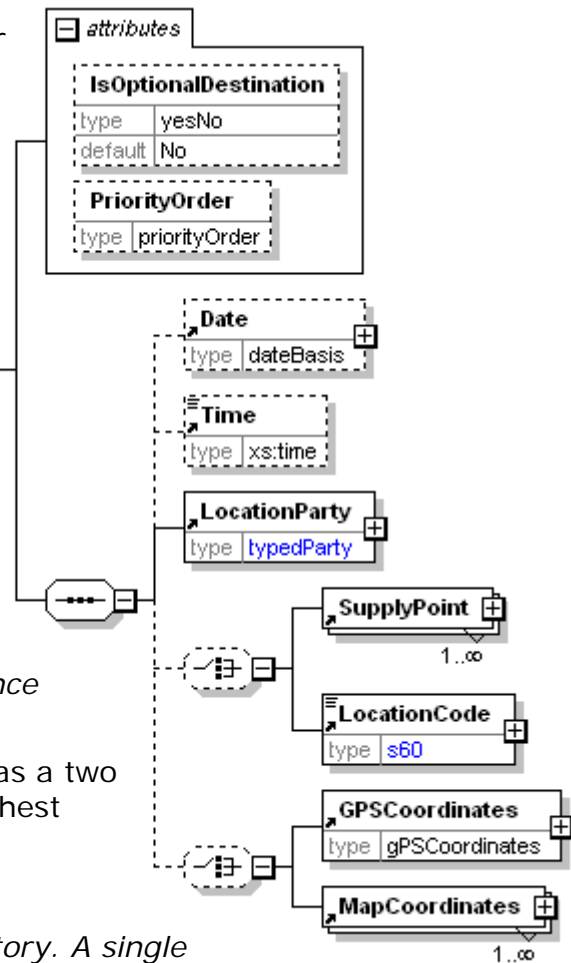 attributes
IsOptionalDestination
type yesNo
default No
PriorityOrder
type priorityOrder
Date
type dateBasis
Time
type xs:time
LocationParty
type typedParty
SupplyPoint
1..∞
nce
LocationCode
type s60
as a two
hest
GPSCoordinates
type gPSCoordinates
MapCoordinates
tory. A single
1..∞